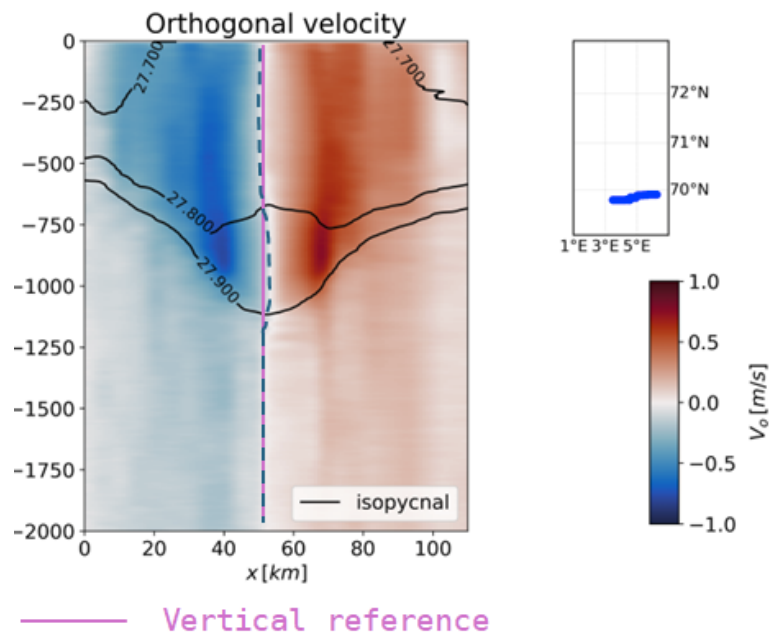 Orthogonal velocity
0
−250
−500
−750
−1000
−1250
−1500
−1750
−2000
27.700
27.700
27.800
27.900
isopycnal
0 20 40 60 80 100
x [km]
72°N
71°N
70°N
1°E 3°E 5°E
1.0
0.5
0.0
−0.5
−1.0
Vo [m/s]
Vertical reference